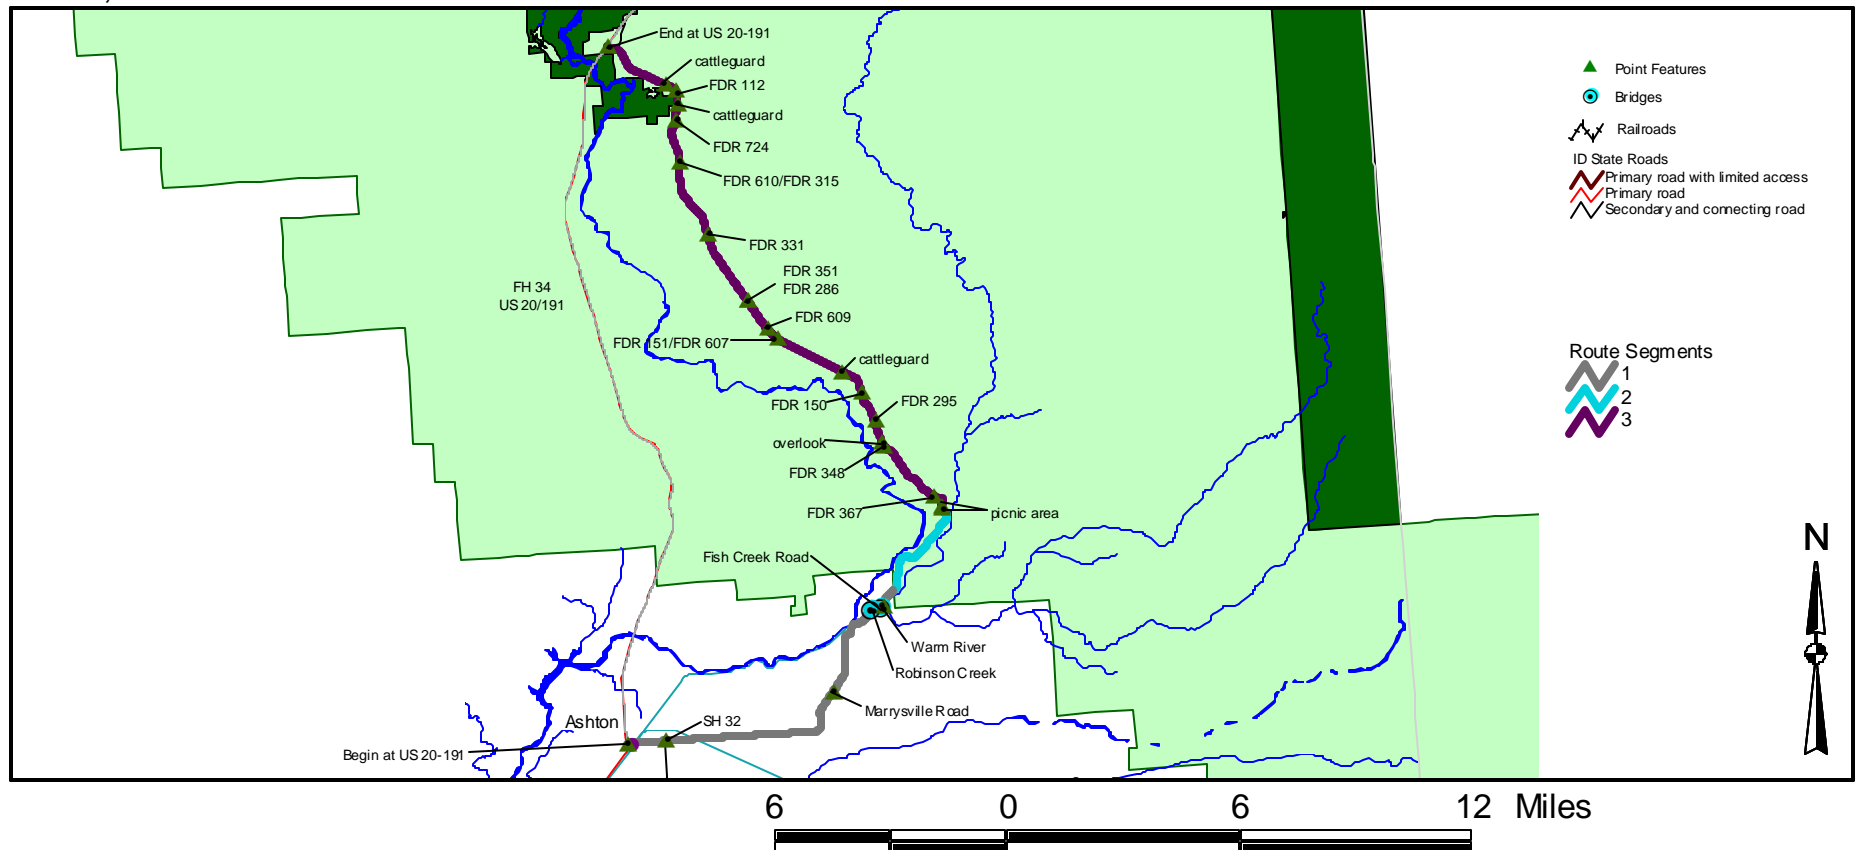 End at US 20-191
cattleguard
FDR 112
cattleguard
FDR 724
FDR 610/FDR 315
FDR 331
FDR 351
FDR 286
FH 34
US 20/191
FDR 609
FDR 151/FDR 607
cattleguard
FDR 150
FDR 295
overlook
FDR 348
FDR 367
picnic area
Fish Creek Road
Warm River
Robinson Creek
Marrysville Road
SH 32
Ashton
Begin at US 20-191
Point Features
Bridges
Railroads
ID State Roads
Primary road with limited access
Primary road
Secondary and connecting road
Route Segments
1
2
3
N
6 0 6 12 Miles